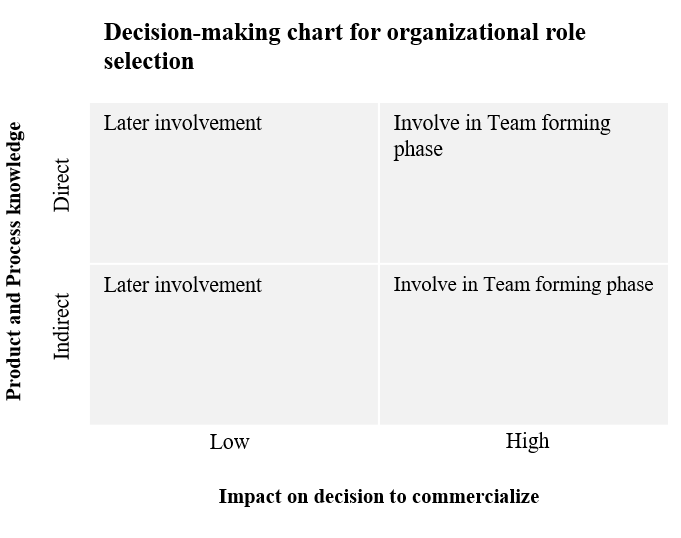 Decision-making chart for organizational role
selection
Product and Process knowledge
Direct
Later involvement
Involve in Team forming
phase
Indirect
Later involvement
Involve in Team forming phase
Low
High
Impact on decision to commercialize